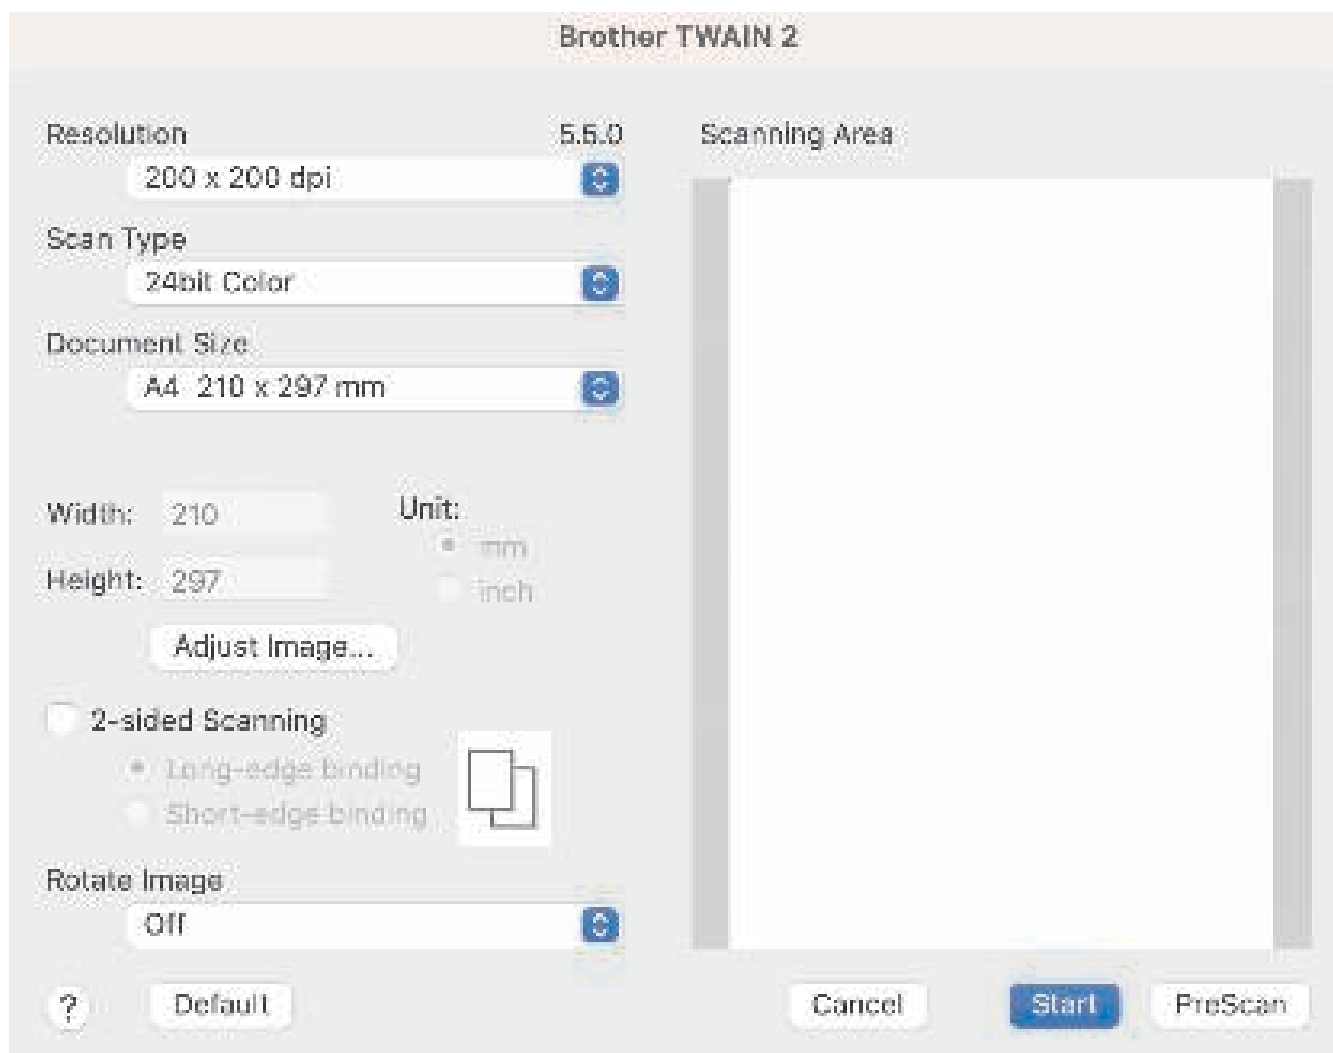 Brother TWAIN 2
Resolution 5.5.0
200 x 200 dpi
Scan Type
24bit Color
Document Size
A4 210 x 297 mm
Width: 210
Height: 297
Unit:
mm
inch
Adjust Image...
2-sided Scanning
Long-edge binding
Short-edge binding
Rotate Image
Off
? Default
Scanning Area
Cancel Start PreScan